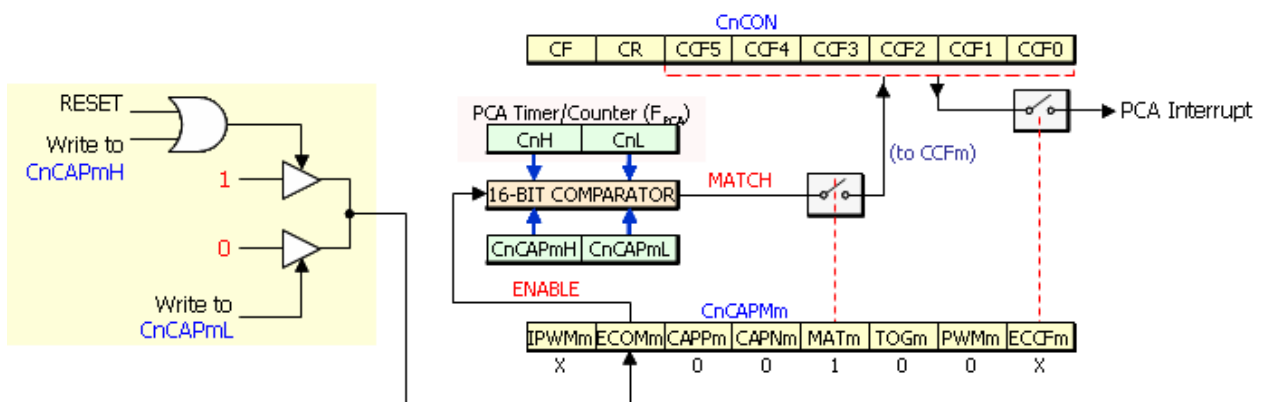 CnCON
CF CR CCF5 CCF4 CCF3 CCF2 CCF1 CCF0
RESET
Write to
CnCAPmH
1
0
Write to
CnCAPmL
PCA Timer/Counter (FPCA)
CnH CnL
16-BIT COMPARATOR
CnCAPmH CnCAPmL
MATCH
(to CCFm)
PCA Interrupt
ENABLE
CnCAPMm
IPWMm ECOMm CAPPm CAPNm MATm TOGm PWMm ECCFm
X 0 0 1 0 0 X